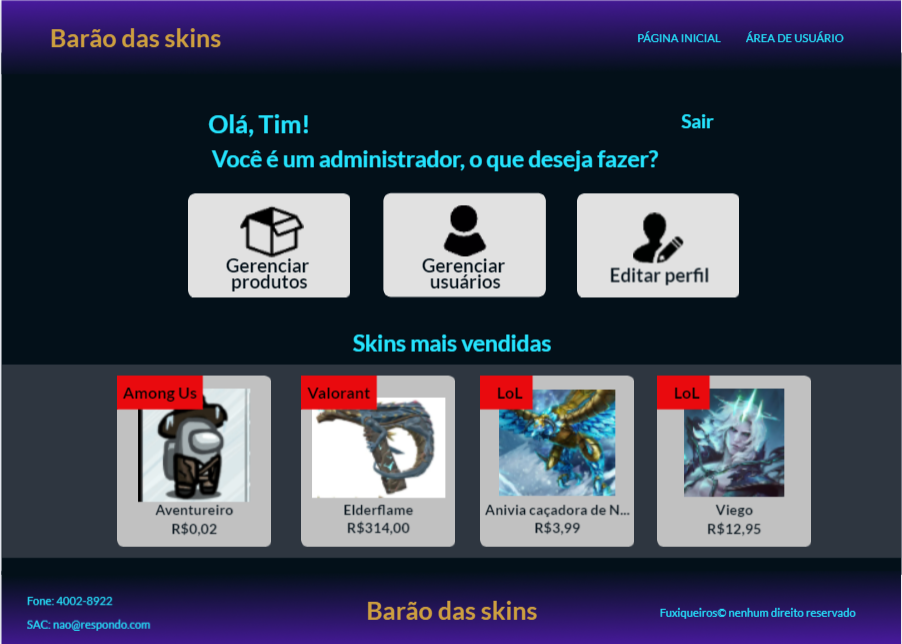 Barão das skins
PÁGINA INICIAL
ÁREA DE USUÁRIO
Olá, Tim!
Sair
Você é um administrador, o que deseja fazer?
Gerenciar
produtos
Gerenciar
usuários
Editar perfil
Skins mais vendidas
Among Us
Aventureiro
R$0,02
Valorant
Elderflame
R$314,00
LoL
Anivia caçadora de N...
R$3,99
LoL
Viego
R$12,95
Fone: 4002-8922
SAC: nao@respondo.com
Barão das skins
Fuxiqueiros© nenhum direito reservado